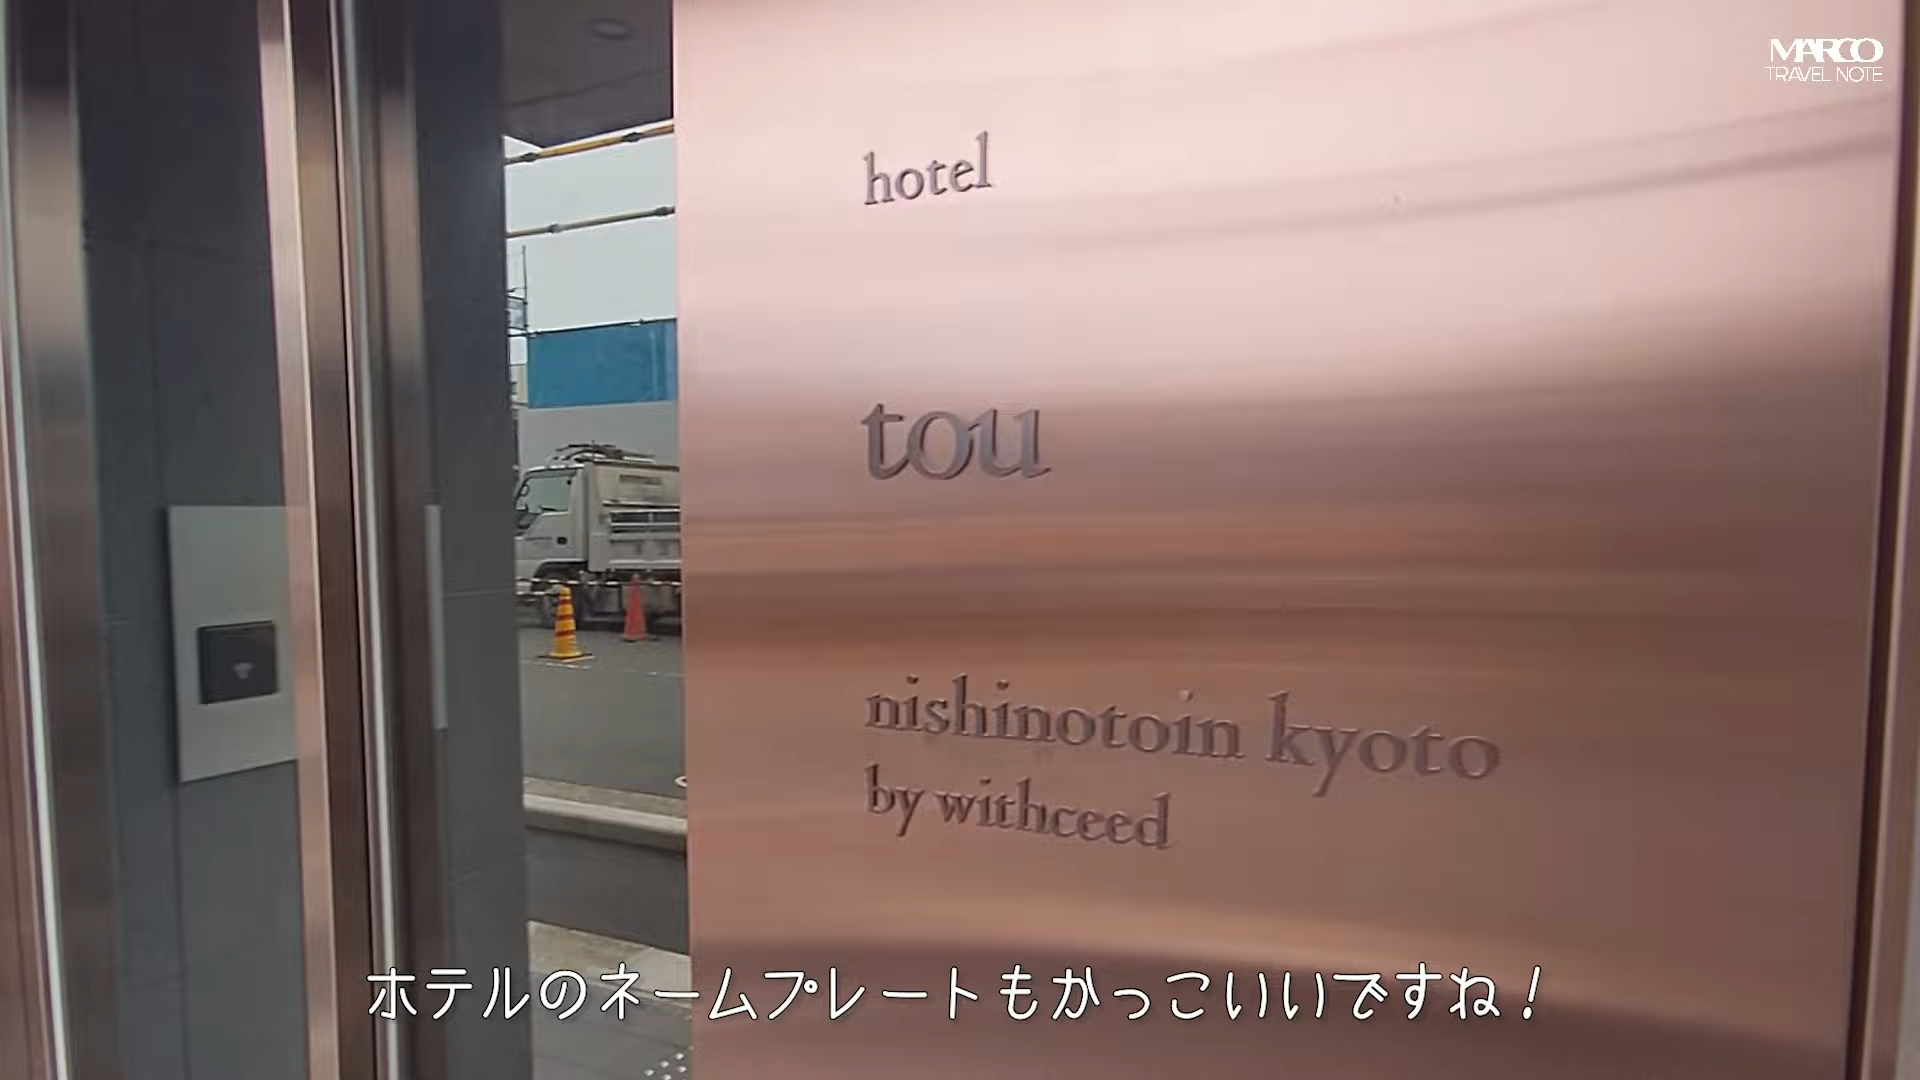 MARCO
TRAVEL NOTE
hotel
tou
nishinotoin kyoto
by withceed
ホテルのネームプレートもかっこいいですね!